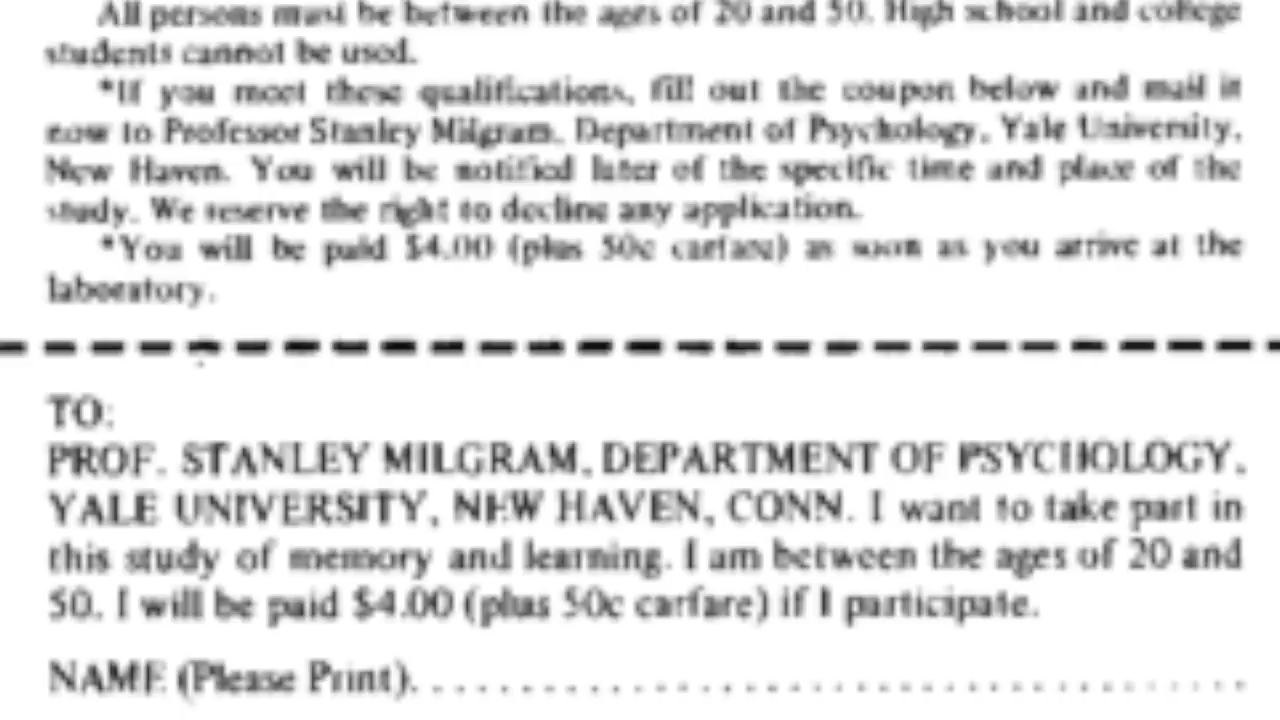 All persons must be between the ages of 20 and 50. High school and college
students cannot be used.
*If you meet these qualifications, fill out the coupon below and mail it
now to Professor Stanley Milgram, Department of Psychology, Yale University,
New Haven. You will be notified later of the specific time and place of the
study. We reserve the right to decline any application.
*You will be paid $4.00 (plus 50c carfare) as soon as you arrive at the
laboratory.
TO:
PROF. STANLEY MILGRAM, DEPARTMENT OF PSYCHOLOGY,
YALE UNIVERSITY, NEW HAVEN, CONN. I want to take part in
this study of memory and learning. I am between the ages of 20 and
50. I will be paid $4.00 (plus 50c carfare) if I participate.
NAME (Please Print). . . . . . . . . . . . . . . . . . . . . . . . . . . . . . . . . . .